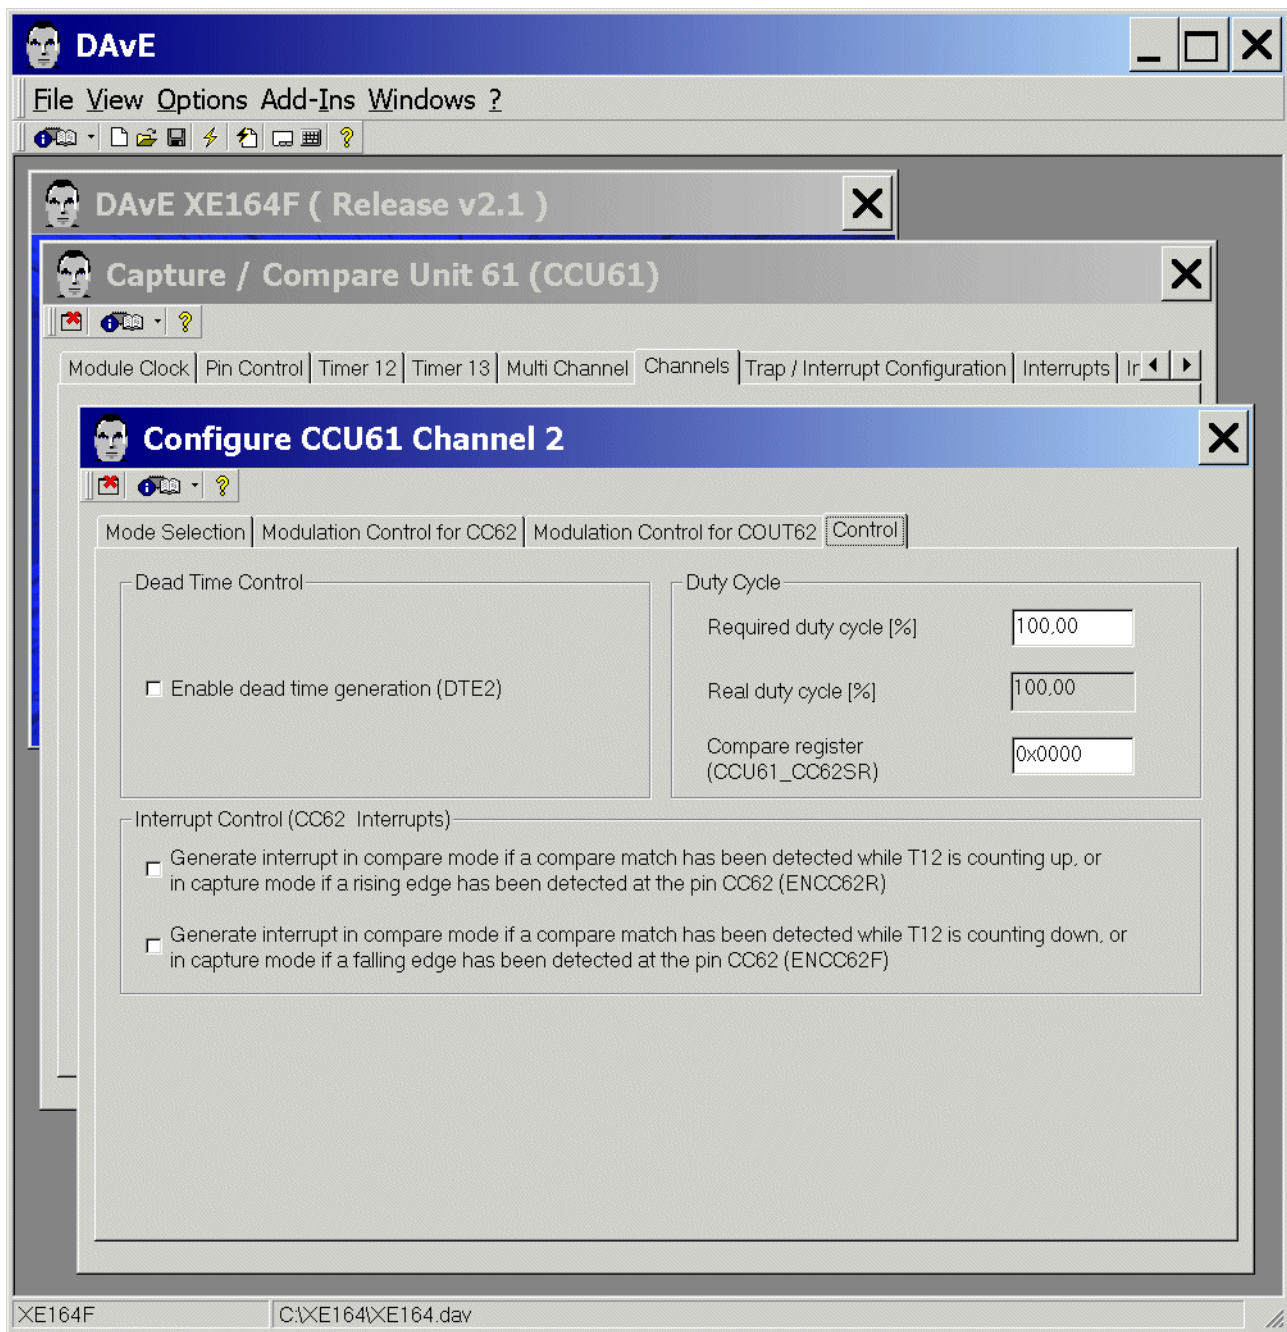 DAvE
File View Options Add-Ins Windows ?
DAvE XE164F ( Release v2.1 )
Capture / Compare Unit 61 (CCU61)
Module Clock Pin Control Timer 12 Timer 13 Multi Channel Channels Trap / Interrupt Configuration Interrupts
Configure CCU61 Channel 2
Mode Selection Modulation Control for CC62 Modulation Control for COUT62 Control
Dead Time Control
Enable dead time generation (DTE2)
Duty Cycle
Required duty cycle [%] 100,00
Real duty cycle [%] 100,00
Compare register
(CCU61_CC62SR) 0x0000
Interrupt Control (CC62 Interrupts)
Generate interrupt in compare mode if a compare match has been detected while T12 is counting up, or
in capture mode if a rising edge has been detected at the pin CC62 (ENCC62R)
Generate interrupt in compare mode if a compare match has been detected while T12 is counting down, or
in capture mode if a falling edge has been detected at the pin CC62 (ENCC62F)
XE164F C:\XE164\XE164.dav